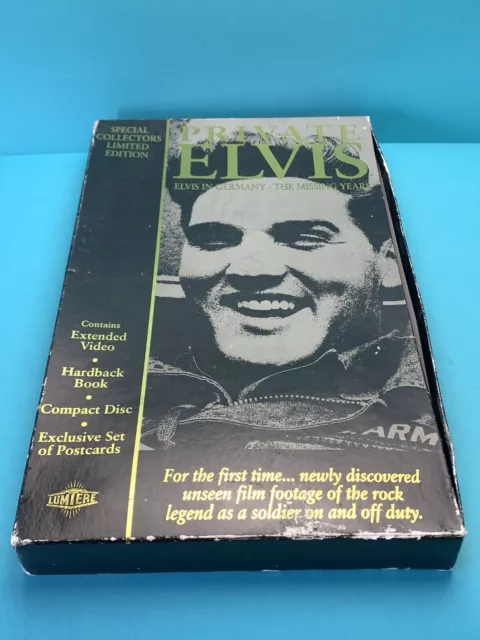 SPECIAL
COLLECTORS
LIMITED
EDITION
PRIVATE
ELVIS
ELVIS IN GERMANY - THE MISSING YEARS
Contains
Extended
Video
•
Hardback
Book
•
Compact Disc
•
Exclusive Set
of Postcards
ARM
LUMIERE
For the first time... newly discovered
unseen film footage of the rock
legend as a soldier on and off duty.